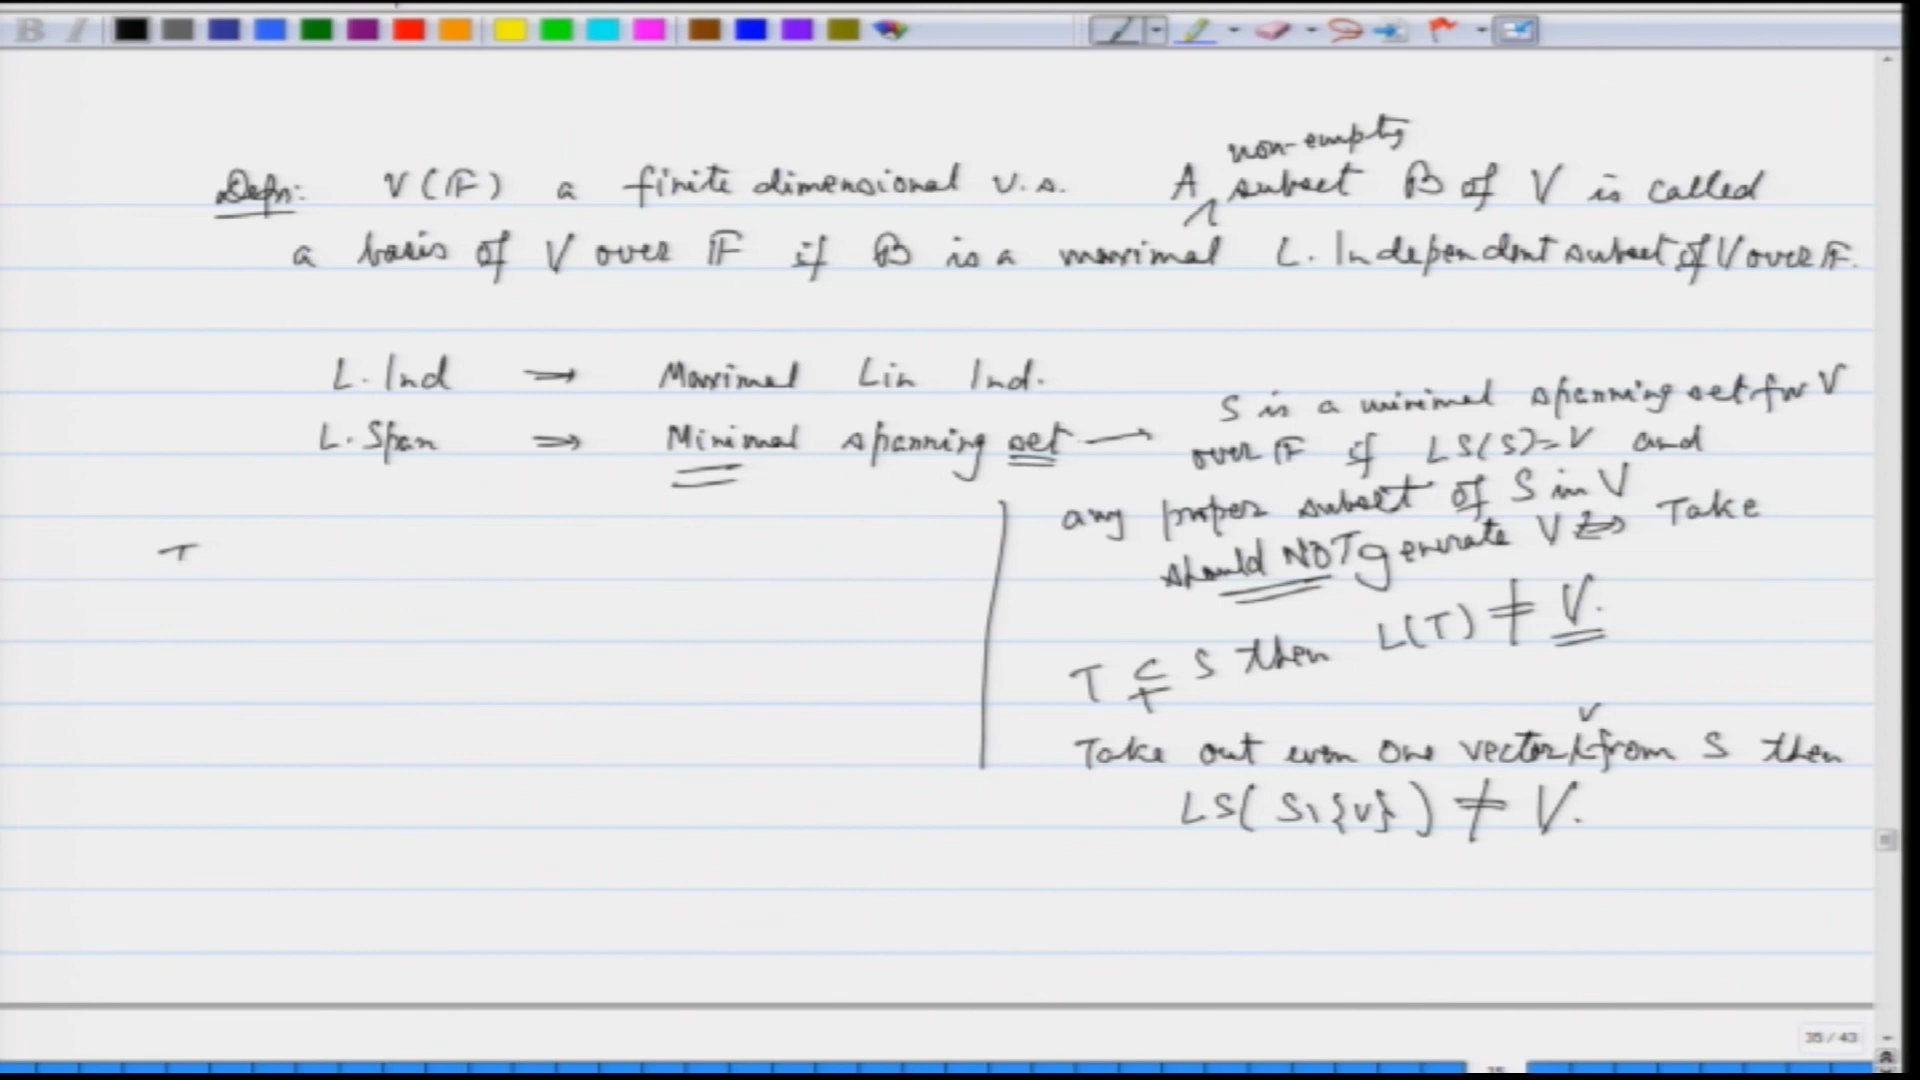 non-empty
Defn: V(𝔽) a finite dimensional v.s. A subset B of V is called
a basis of V over 𝔽 if B is a maximal L. Independent subset of V over 𝔽.
L. Ind → Maximal Lin Ind.
L. Span ⇒ Minimal spanning set → S is a minimal spanning set for V
over 𝔽 if LS(S)=V and
any proper subset of S in V
should NOT generate V ⇔ Take
T ⊊ S then L(T) ≠ V.
Take out even one vector v from S then
LS( S\{v} ) ≠ V.
T
35 / 43